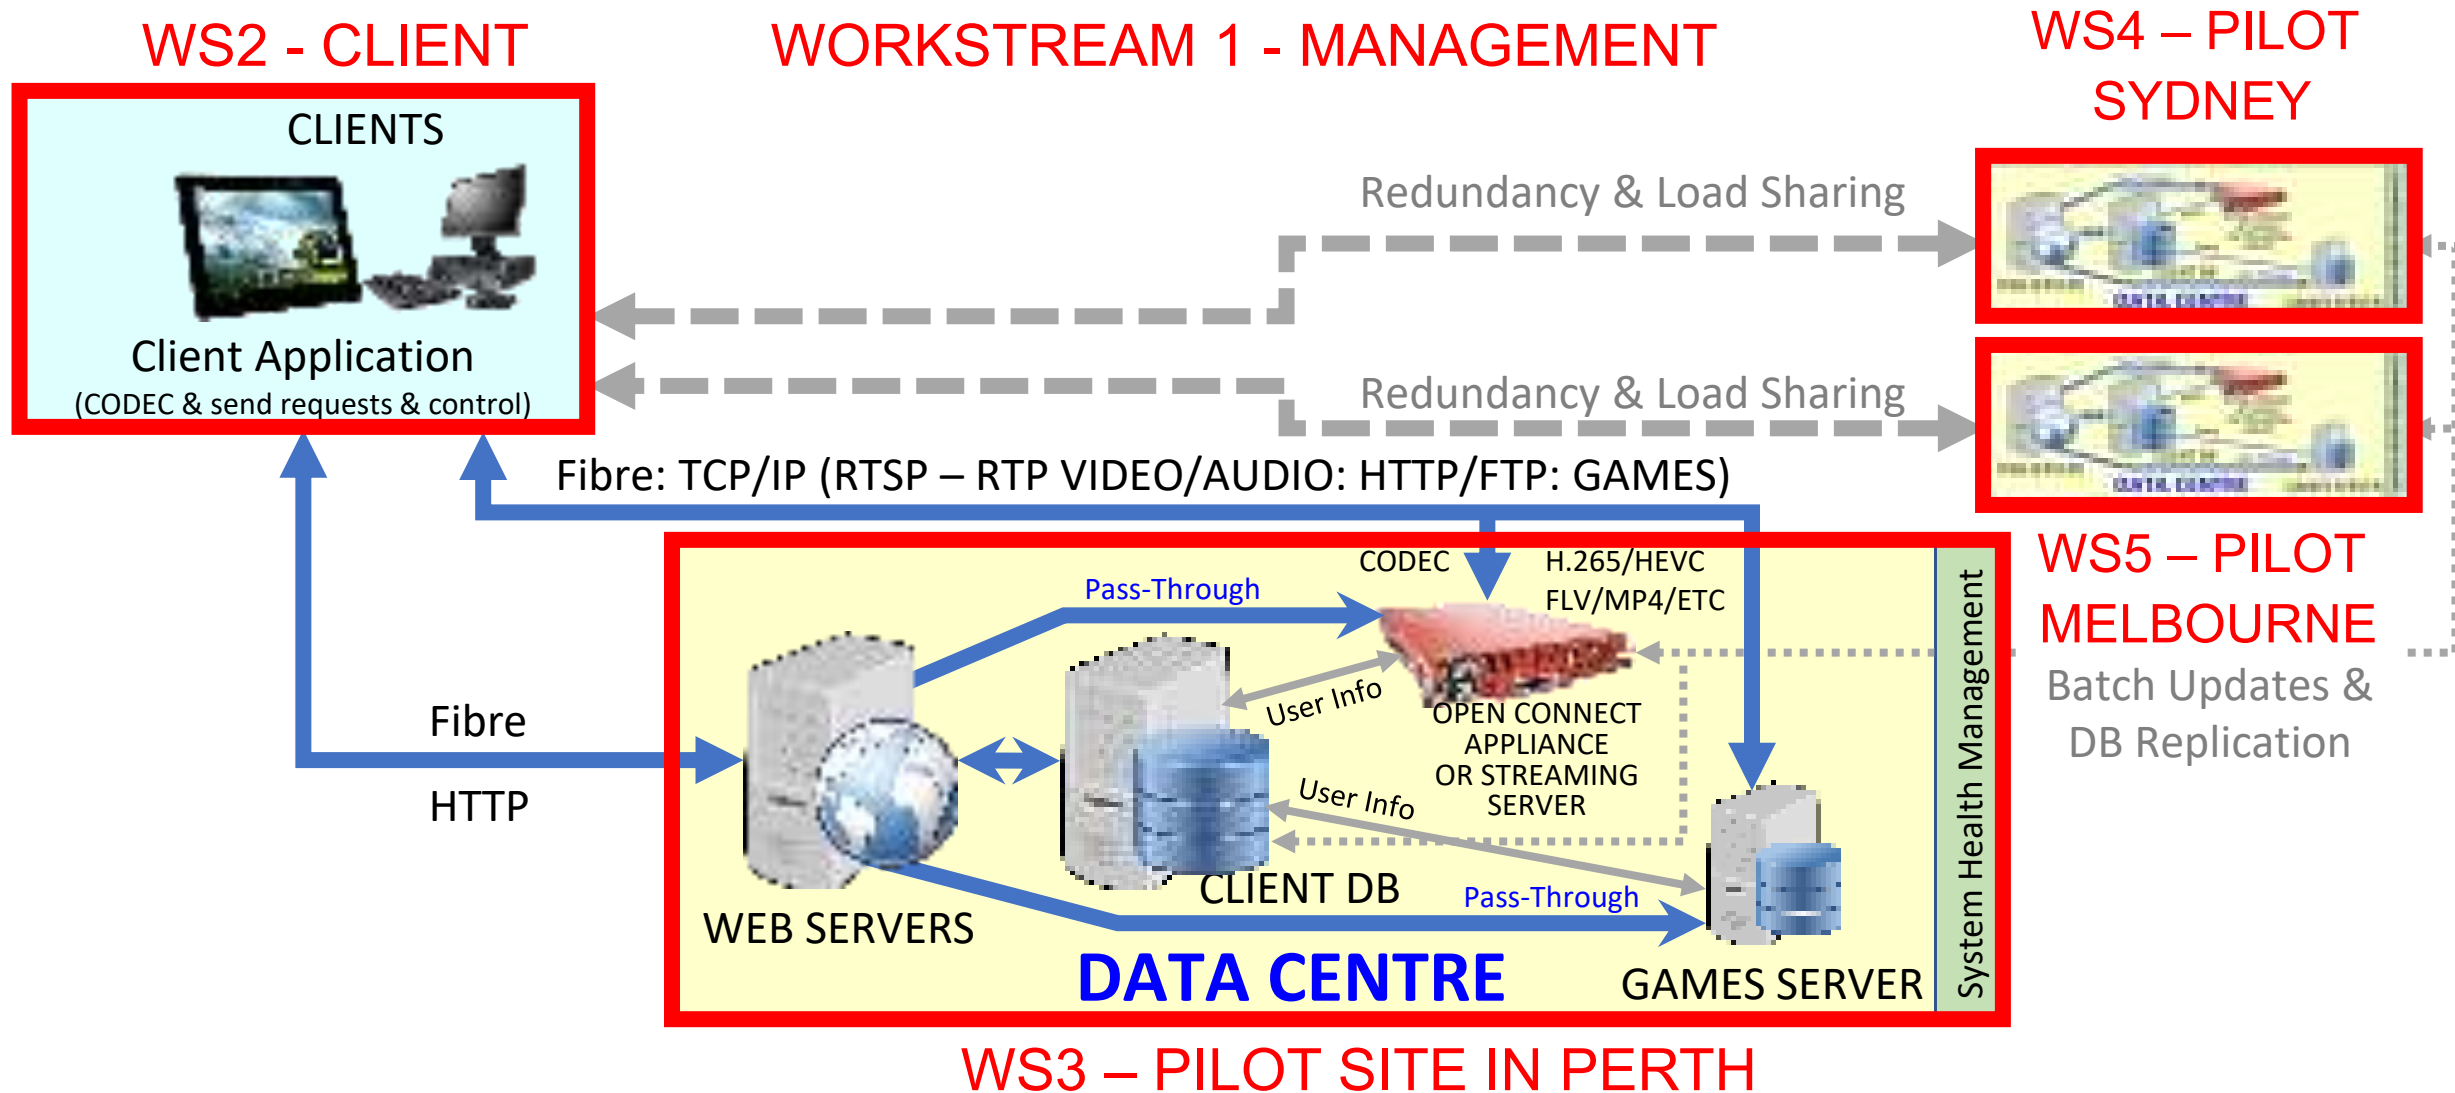 WS2 - CLIENT
WORKSTREAM 1 - MANAGEMENT
WS4 – PILOT
SYDNEY
CLIENTS
Client Application
(CODEC & send requests & control)
Redundancy & Load Sharing
DATA CENTRE
Redundancy & Load Sharing
DATA CENTRE
Fibre: TCP/IP (RTSP – RTP VIDEO/AUDIO: HTTP/FTP: GAMES)
WS5 – PILOT
MELBOURNE
Batch Updates &
DB Replication
Fibre
HTTP
CODEC
H.265/HEVC
FLV/MP4/ETC
Pass-Through
User Info
OPEN CONNECT
APPLIANCE
OR STREAMING
SERVER
User Info
CLIENT DB
Pass-Through
WEB SERVERS
DATA CENTRE
GAMES SERVER
System Health Management
WS3 – PILOT SITE IN PERTH